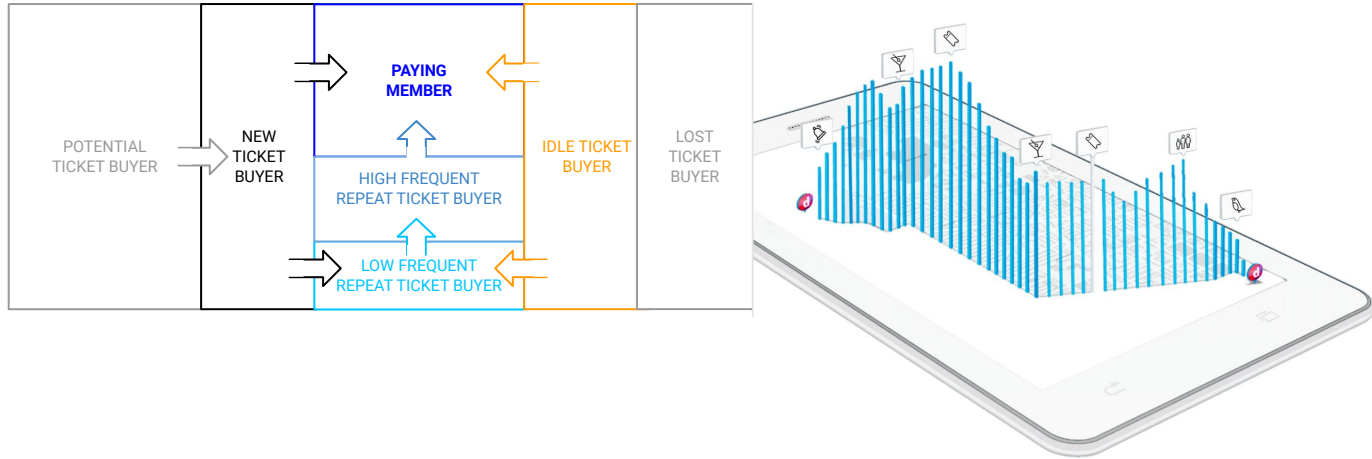 POTENTIAL
TICKET BUYER
NEW
TICKET
BUYER
PAYING
MEMBER
HIGH FREQUENT
REPEAT TICKET BUYER
LOW FREQUENT
REPEAT TICKET BUYER
IDLE TICKET
BUYER
LOST
TICKET
BUYER
d
d